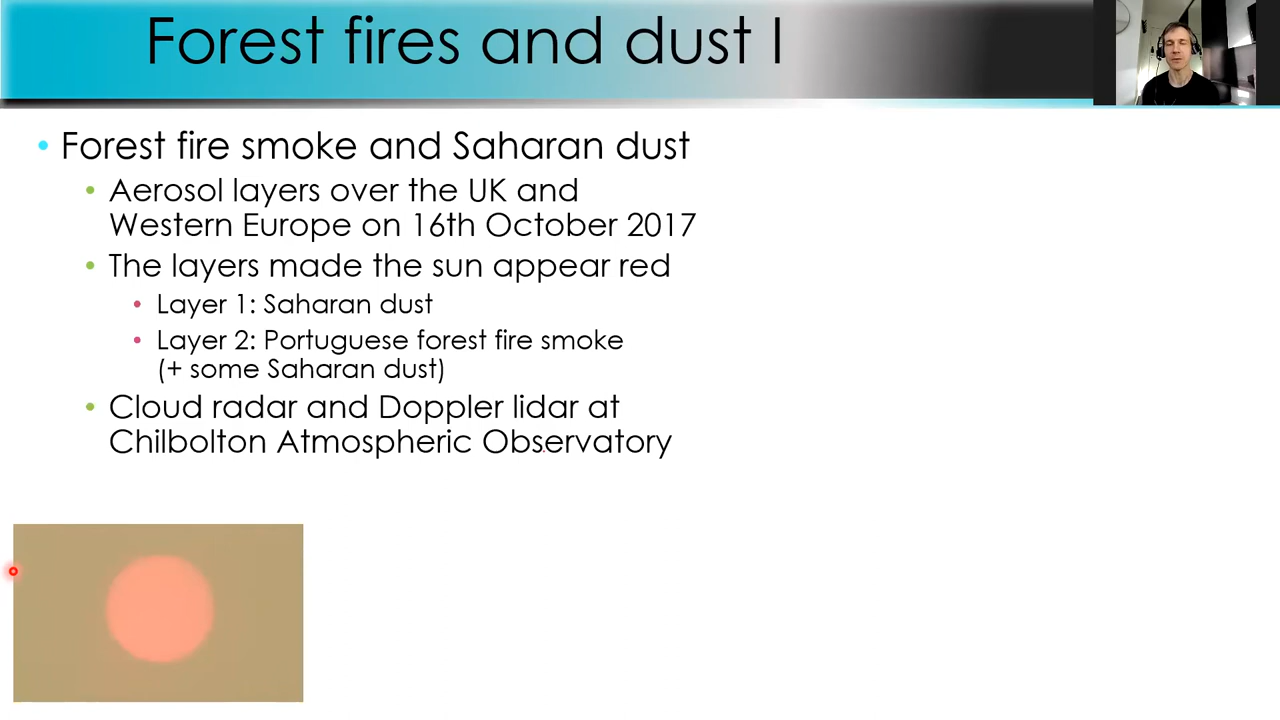 Forest fires and dust I
• Forest fire smoke and Saharan dust
• Aerosol layers over the UK and
Western Europe on 16th October 2017
• The layers made the sun appear red
• Layer 1: Saharan dust
• Layer 2: Portuguese forest fire smoke
(+ some Saharan dust)
• Cloud radar and Doppler lidar at
Chilbolton Atmospheric Observatory